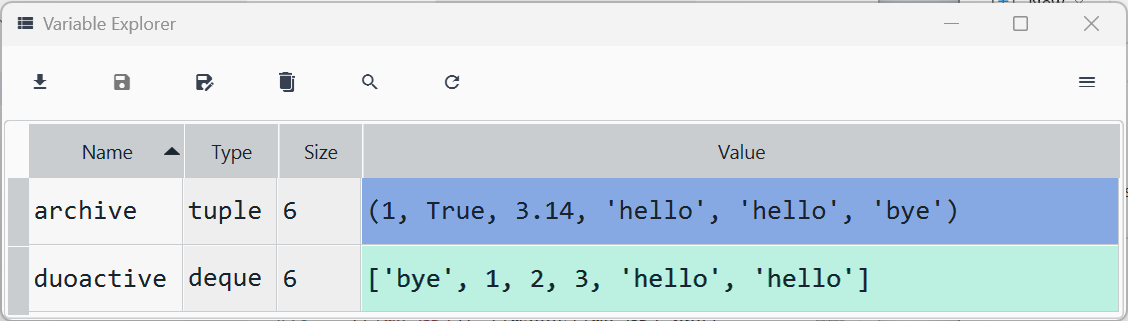 Variable Explorer
Name Type Size Value
archive tuple 6 (1, True, 3.14, 'hello', 'hello', 'bye')
duoactive deque 6 ['bye', 1, 2, 3, 'hello', 'hello']